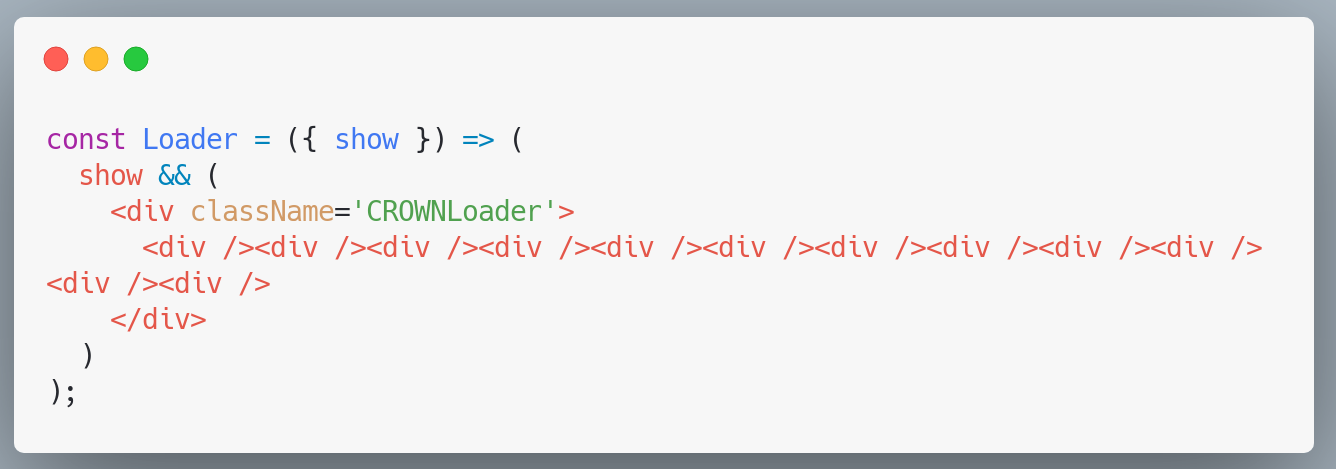 const Loader = ({ show }) => (
  show && (
    <div className='CROWNLoader'>
      <div /><div /><div /><div /><div /><div /><div /><div /><div /><div />
<div /><div />
    </div>
  )
);